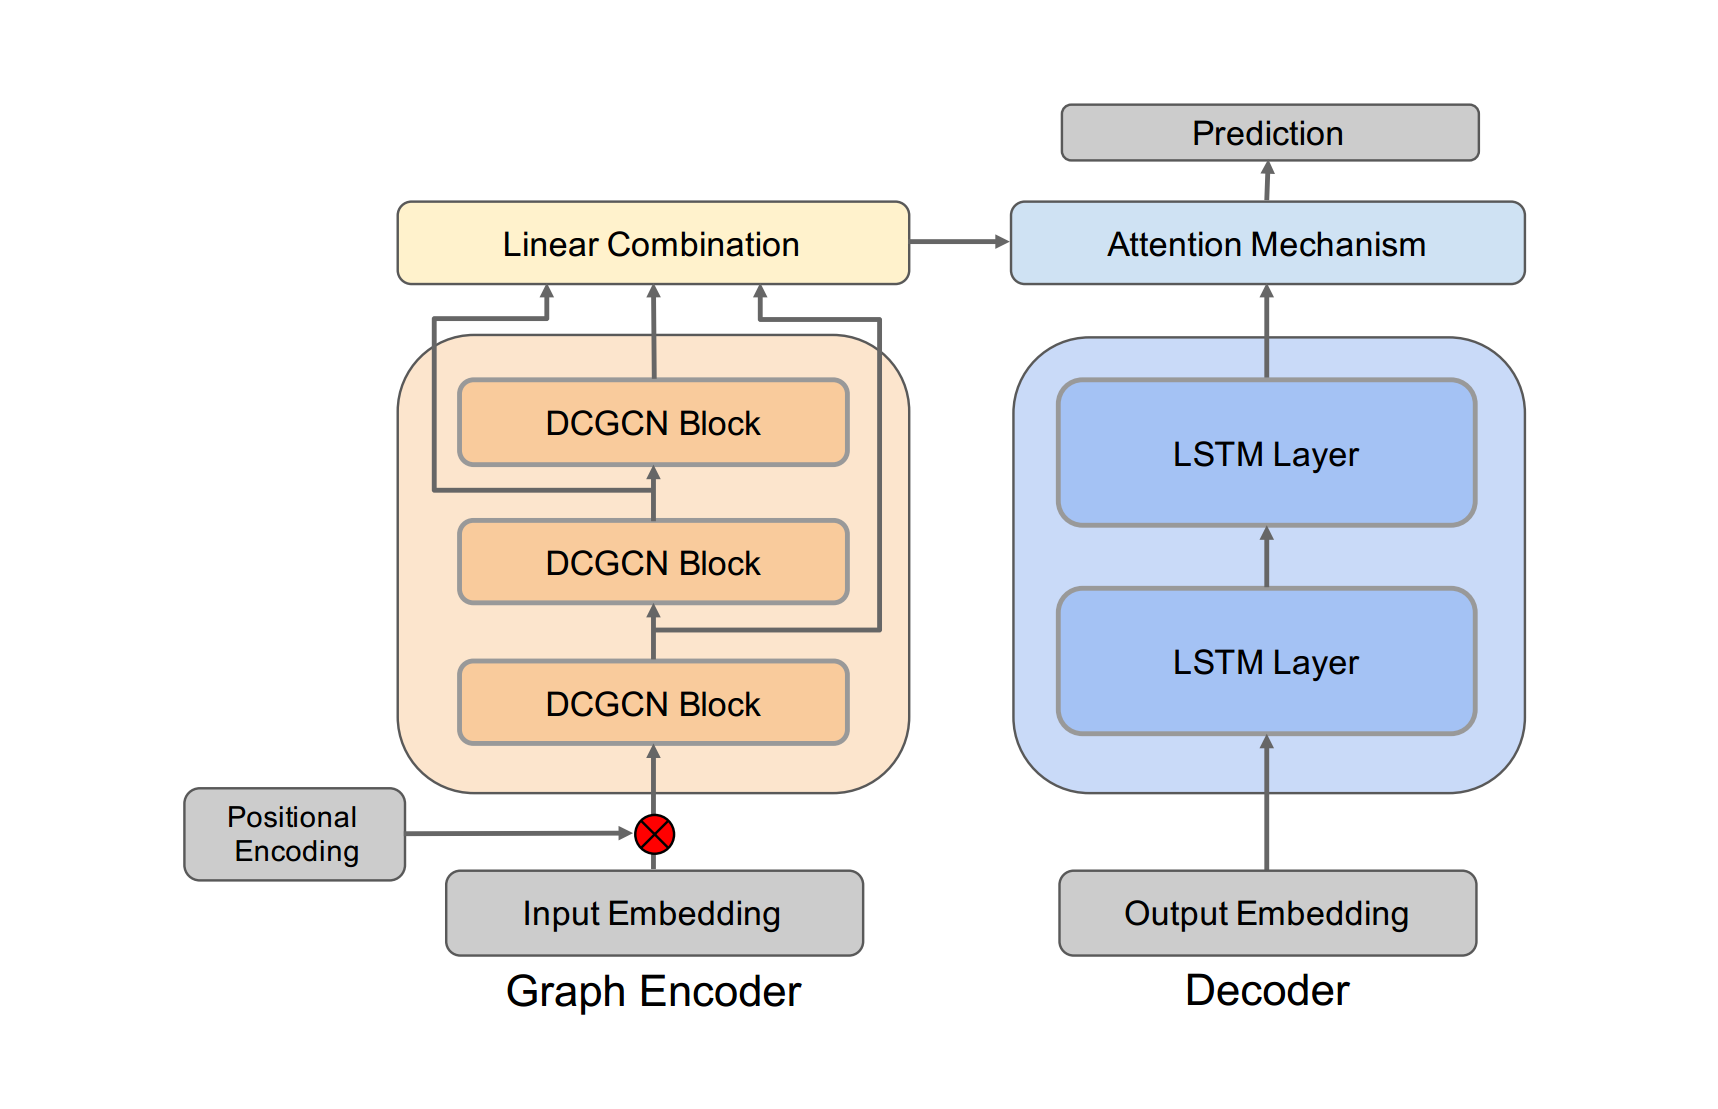 Prediction
Linear Combination
Attention Mechanism
DCGCN Block
DCGCN Block
DCGCN Block
LSTM Layer
LSTM Layer
Positional
Encoding
Input Embedding
Output Embedding
Graph Encoder
Decoder